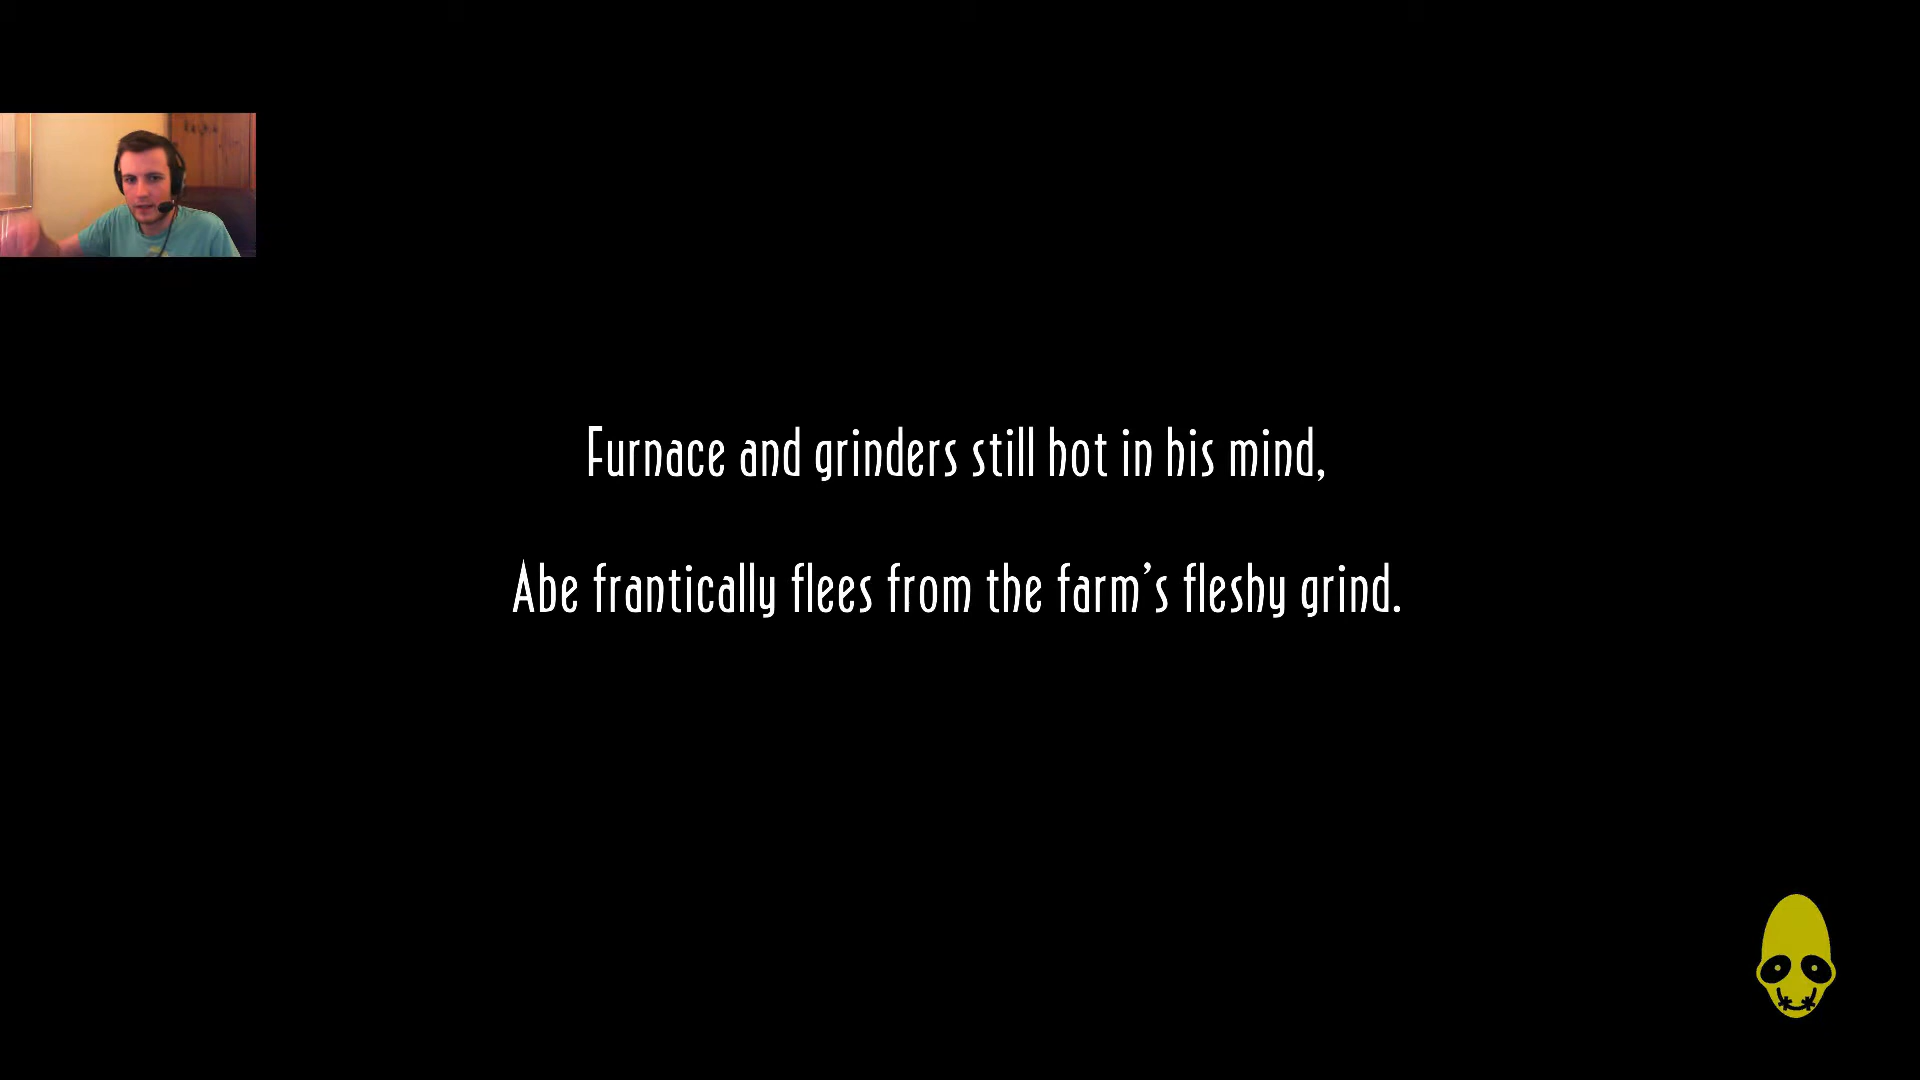 Furnace and grinders still hot in his mind,
Abe frantically flees from the farm’s fleshy grind.